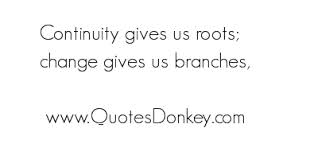 Continuity gives us roots;
change gives us branches,
www.QuotesDonkey.com